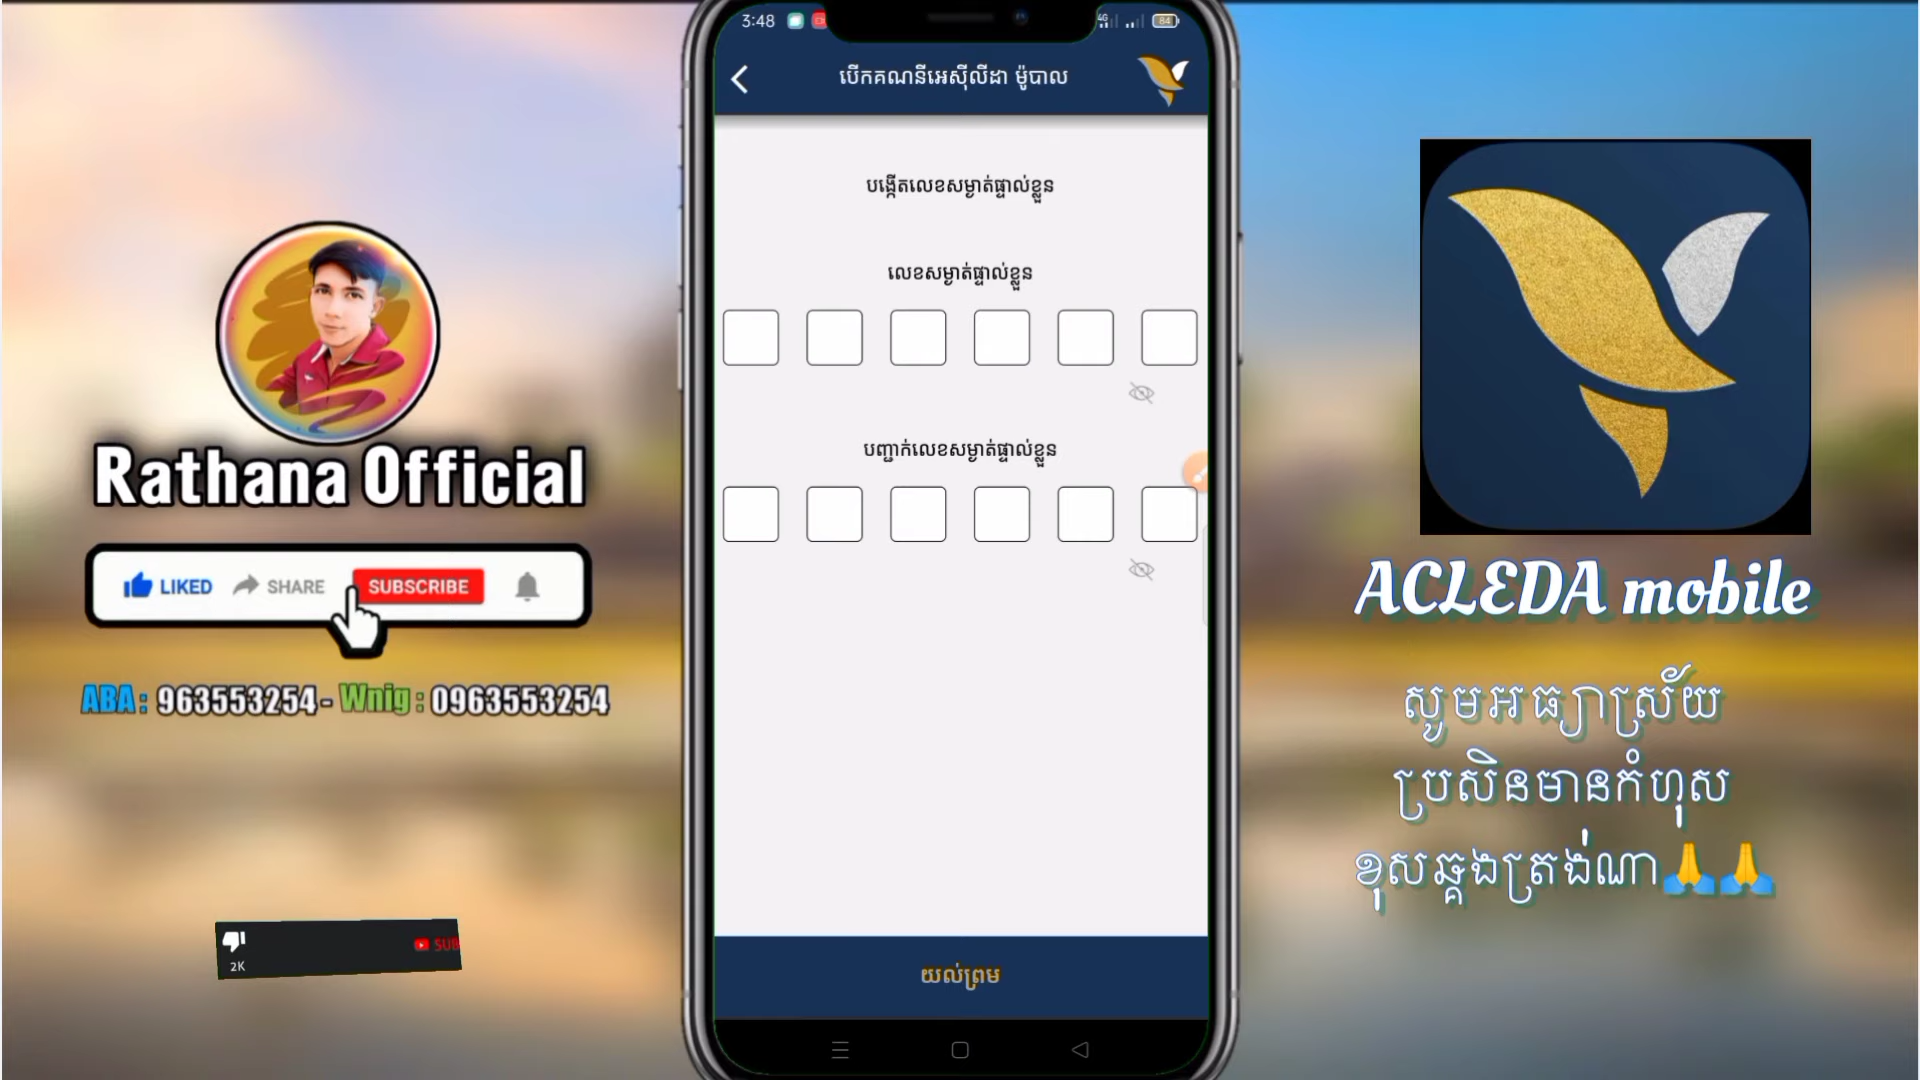 3:48
84
បើកគណនីអេស៊ីលីដា ម៉ូបាល
បង្កើតលេខសម្ងាត់ផ្ទាល់ខ្លួន
លេខសម្ងាត់ផ្ទាល់ខ្លួន
បញ្ជាក់លេខសម្ងាត់ផ្ទាល់ខ្លួន
យល់ព្រម
Rathana Official
LIKED SHARE SUBSCRIBE
ABA : 963553254 - Wnig : 0963553254
2K
SUB
ACLEDA mobile
សូមអធ្យាស្រ័យ
ប្រសិនមានកំហុស
ខុសឆ្គងត្រង់ណា🙏🙏